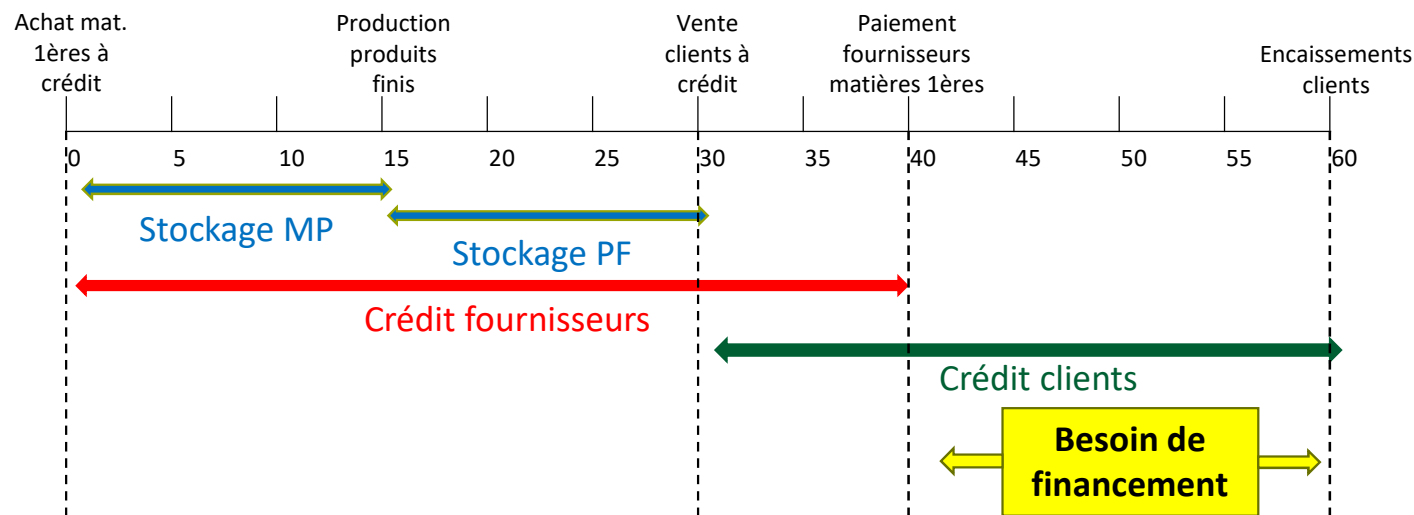 Achat mat.
1ères à
crédit
Production
produits
finis
Vente
clients à
crédit
Paiement
fournisseurs
matières 1ères
Encaissements
clients
0 5 10 15 20 25 30 35 40 45 50 55 60
Stockage MP
Stockage PF
Crédit fournisseurs
Crédit clients
Besoin de
financement